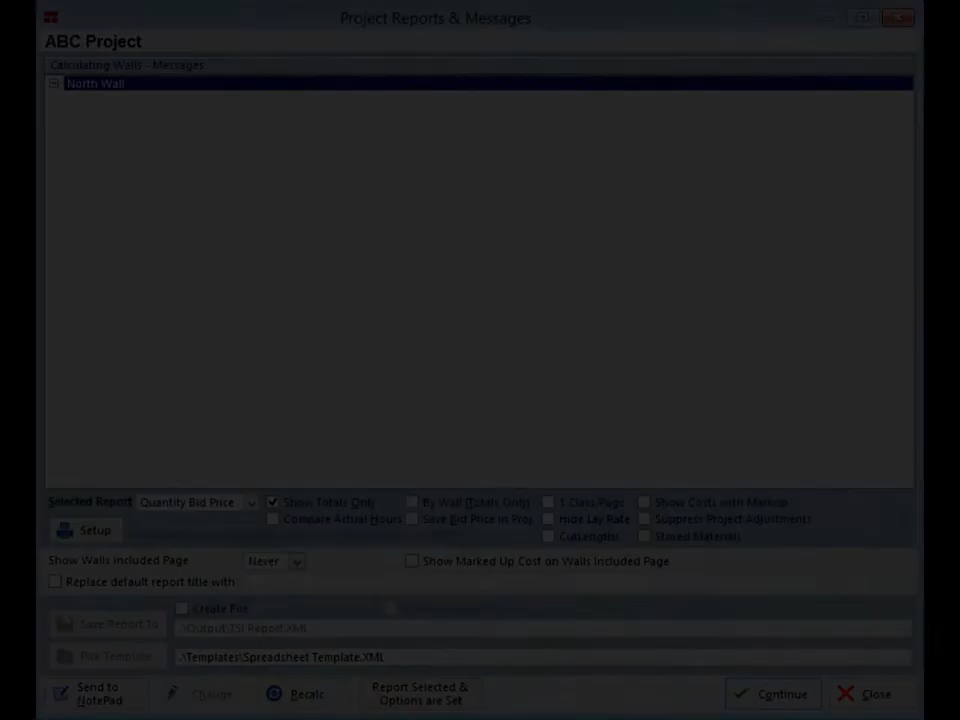 Project Reports & Messages
ABC Project
Calculating Walls - Messages
North Wall
Selected Report Quantity Bid Price Show Totals Only By Wall (Totals Only) 1 Class/Page Show Costs with Markup
Compare Actual Hours Save Bid Price in Proj Hide Lay Rate Suppress Project Adjustments
Setup CutLengths Stored Materials
Show Walls Included Page Never Show Marked Up Cost on Walls Included Page
Replace default report title with
Create File
Save Report To .\Output\TSI Report.XML
Pick Template .\Templates\Spreadsheet Template.XML
Send to NotePad Change Recalc Report Selected & Options are Set Continue Close